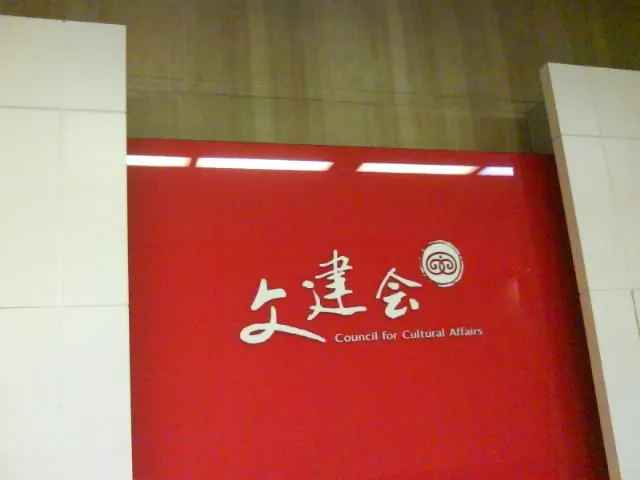 文建会
Council for Cultural Affairs